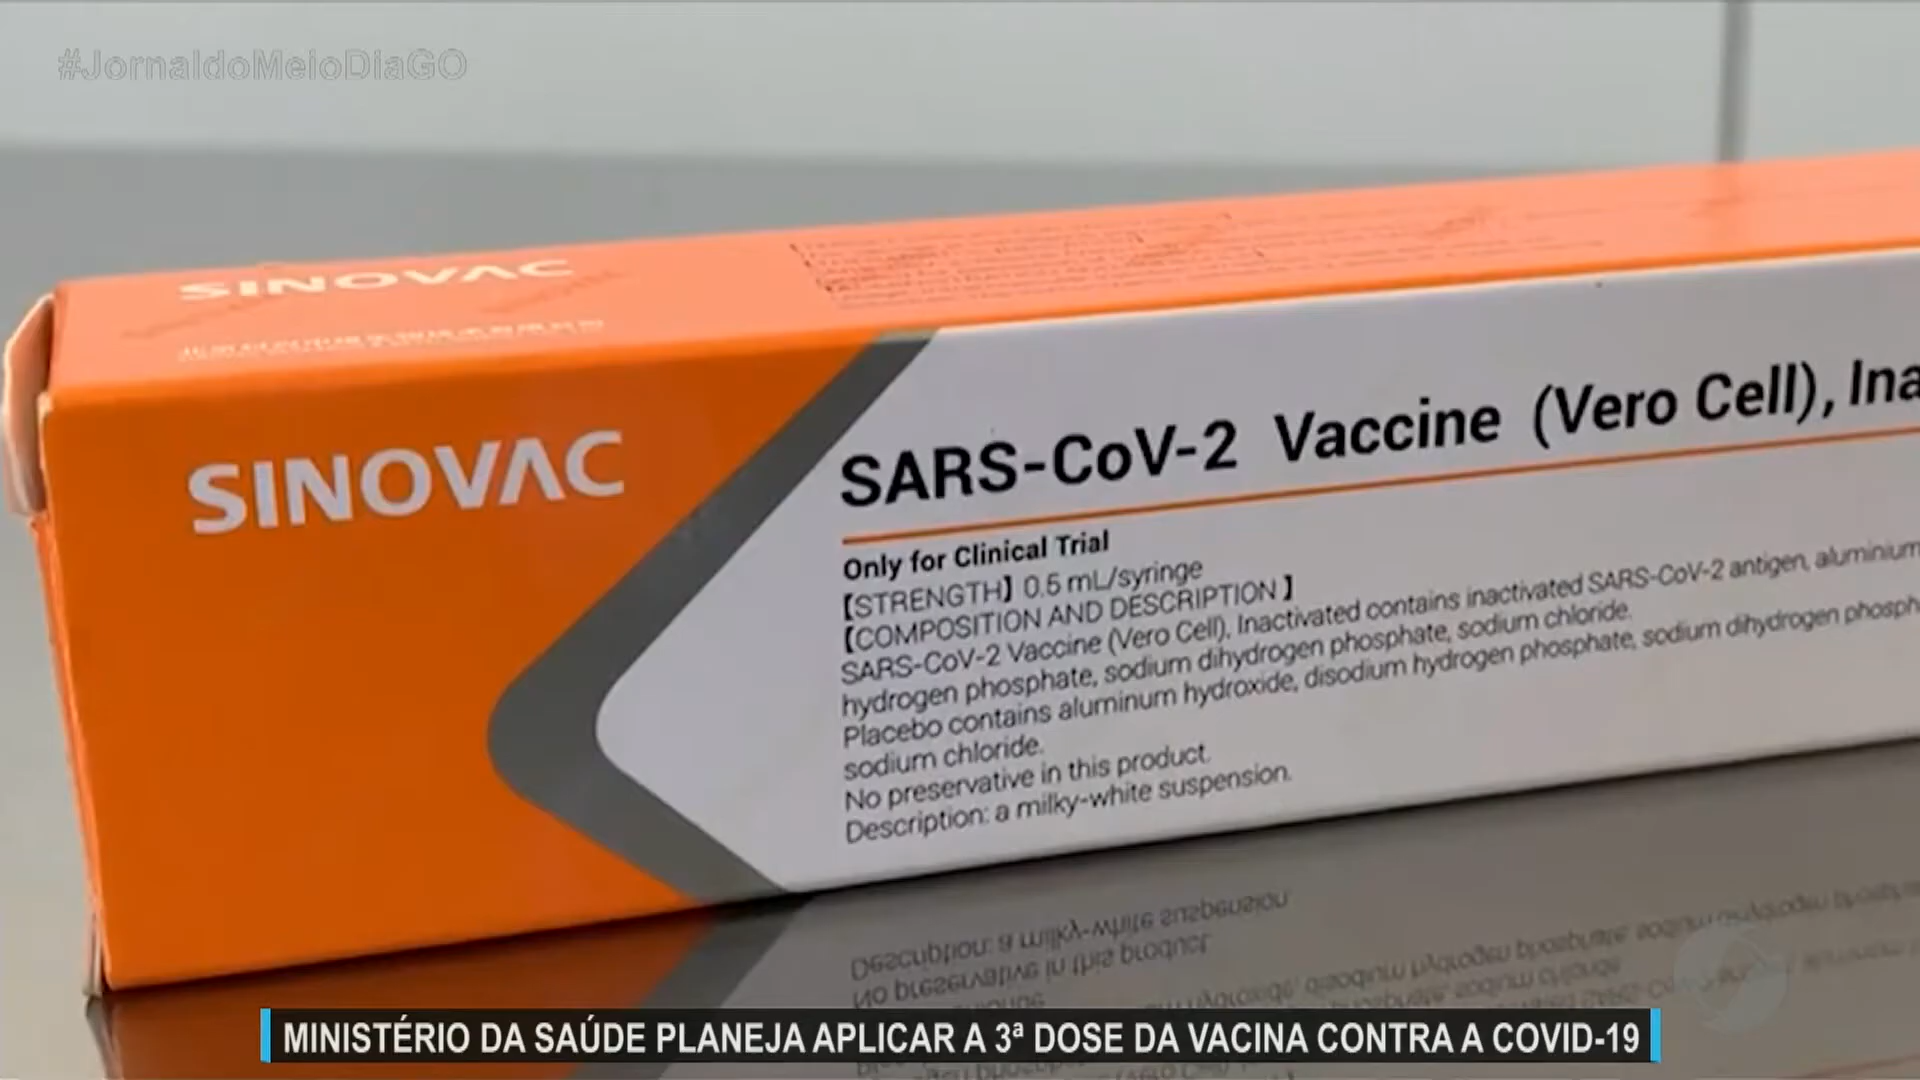 #JornaldoMeioDiaGO
SINOVAC
SINOVAC
SARS-CoV-2 Vaccine (Vero Cell), Ina
Only for Clinical Trial
【STRENGTH】0.5 mL/syringe
【COMPOSITION AND DESCRIPTION】
SARS-CoV-2 Vaccine (Vero Cell), Inactivated contains inactivated SARS-CoV-2 antigen, aluminium
hydrogen phosphate, sodium dihydrogen phosphate, sodium chloride.
Placebo contains aluminum hydroxide, disodium hydrogen phosphate, sodium dihydrogen phosph
sodium chloride.
No preservative in this product.
Description: a milky-white suspension.
MINISTÉRIO DA SAÚDE PLANEJA APLICAR A 3ª DOSE DA VACINA CONTRA A COVID-19